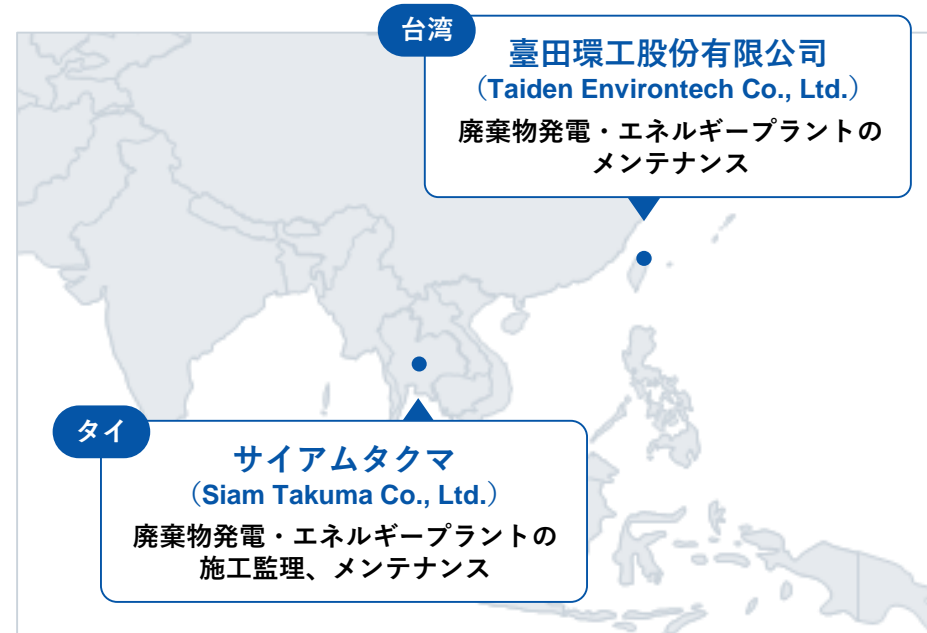 台湾
臺田環工股份有限公司
（Taiden Environtech Co., Ltd.）
廃棄物発電・エネルギープラントの
メンテナンス
タイ
サイアムタクマ
（Siam Takuma Co., Ltd.）
廃棄物発電・エネルギープラントの
施工監理、メンテナンス